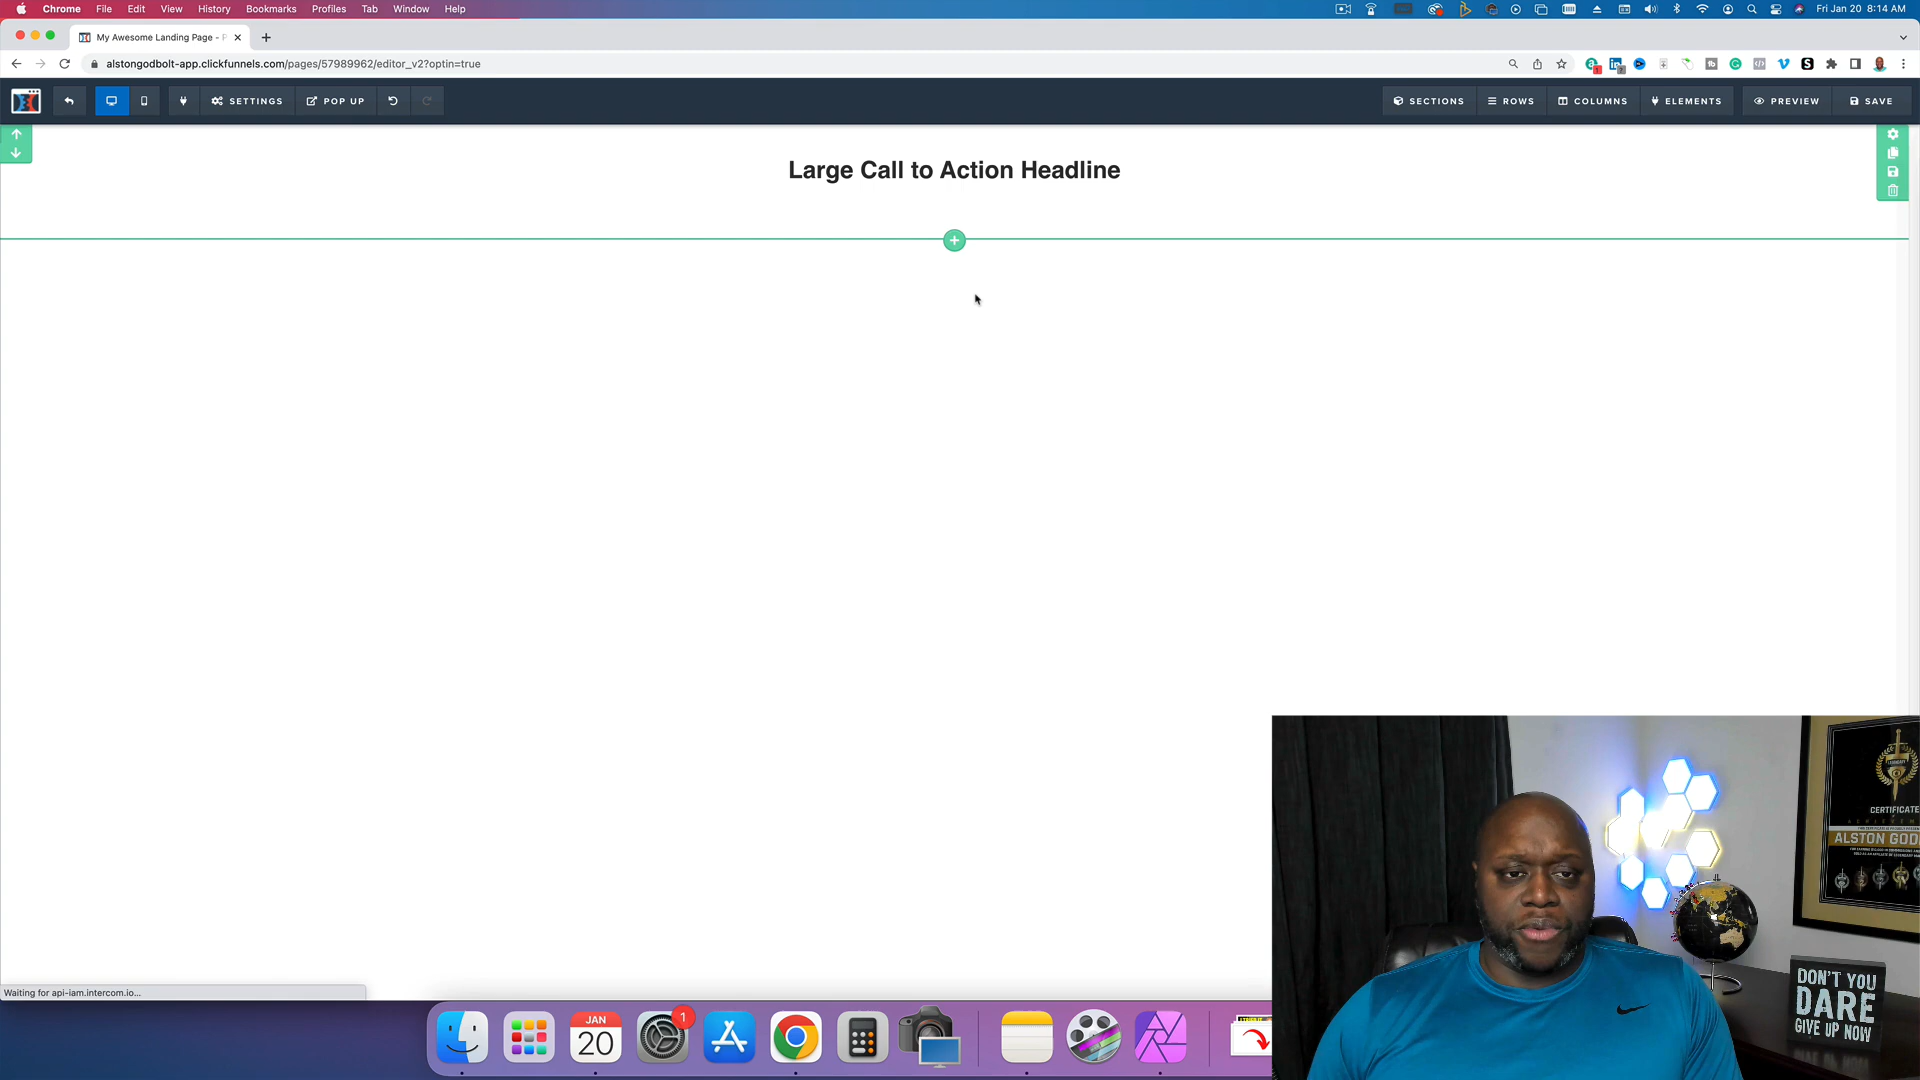 Chrome File Edit View History Bookmarks Profiles Tab Window Help
Fri Jan 20 8:14 AM
My Awesome Landing Page - P
alstongodbolt-app.clickfunnels.com/pages/57989962/editor_v2?optin=true
SETTINGS POP UP SECTIONS ROWS COLUMNS ELEMENTS PREVIEW SAVE
Large Call to Action Headline
CERTIFICATE
ALSTON GOD
DON'T YOU
DARE
GIVE UP NOW
Waiting for api-iam.intercom.io...
JAN
20
1